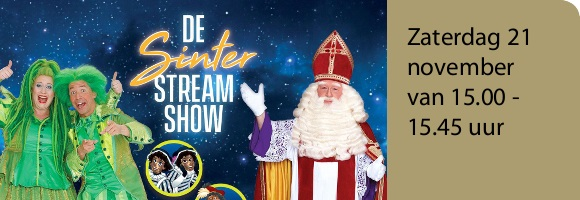 DE
Sinter
STREAM
SHOW
Zaterdag 21
november
van 15.00 -
15.45 uur